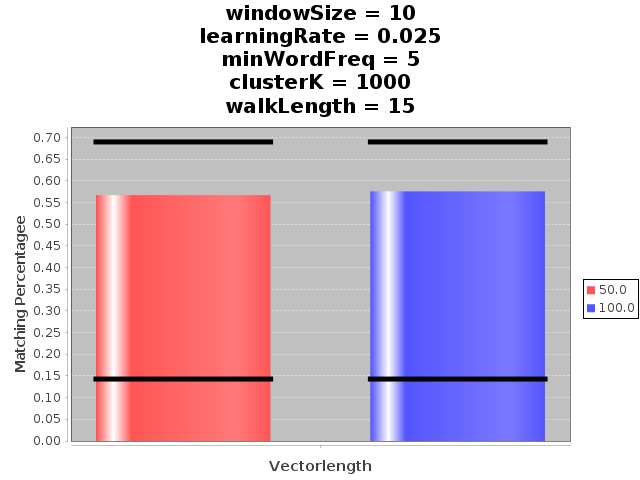 windowSize = 10
learningRate = 0.025
minWordFreq = 5
clusterK = 1000
walkLength = 15
0.70
0.65
0.60
0.55
0.50
0.45
0.40
0.35
0.30
0.25
0.20
0.15
0.10
0.05
0.00
Matching Percentagee
Vectorlength
50.0
100.0